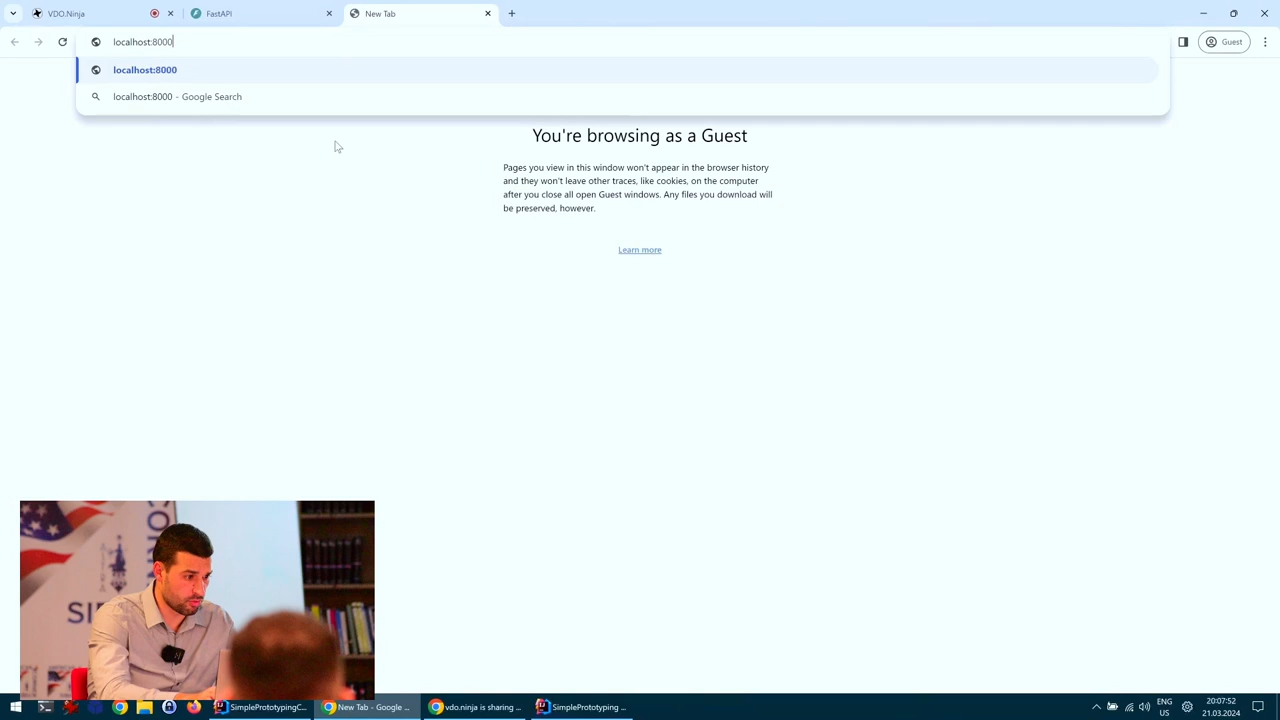 VDO.Ninja
FastAPI
New Tab
localhost:8000
Guest
localhost:8000
localhost:8000 - Google Search
You're browsing as a Guest
Pages you view in this window won't appear in the browser history
and they won't leave other traces, like cookies, on the computer
after you close all open Guest windows. Any files you download will
be preserved, however.
Learn more
SimplePrototypingC...
New Tab - Google ...
vdo.ninja is sharing ...
SimplePrototyping ...
ENG
US
20:07:52
21.03.2024